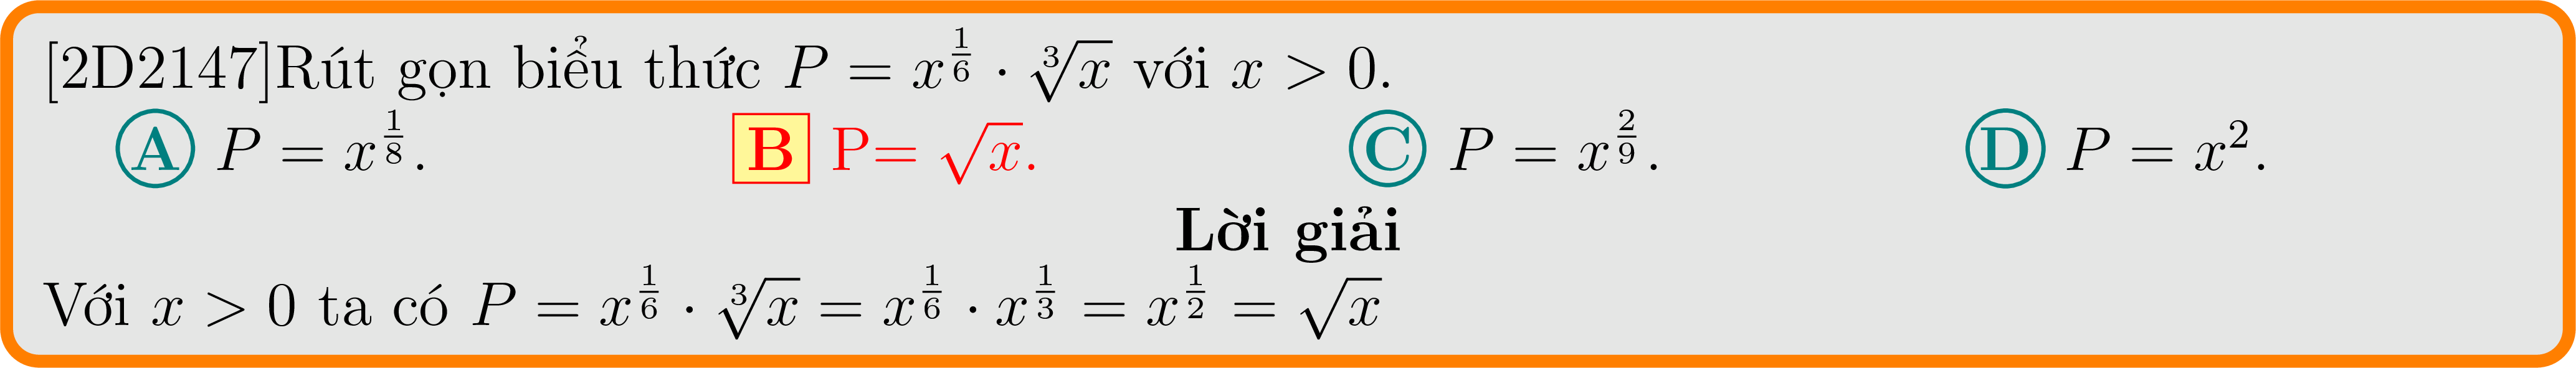 [2D2147]Rút gọn biểu thức $P = x^{\frac{1}{6}} \cdot \sqrt[3]{x}$ với $x > 0$.
A $P = x^{\frac{1}{8}}$. B P= $\sqrt{x}$. C $P = x^{\frac{2}{9}}$. D $P = x^2$.
Lời giải
Với $x > 0$ ta có $P = x^{\frac{1}{6}} \cdot \sqrt[3]{x} = x^{\frac{1}{6}} \cdot x^{\frac{1}{3}} = x^{\frac{1}{2}} = \sqrt{x}$